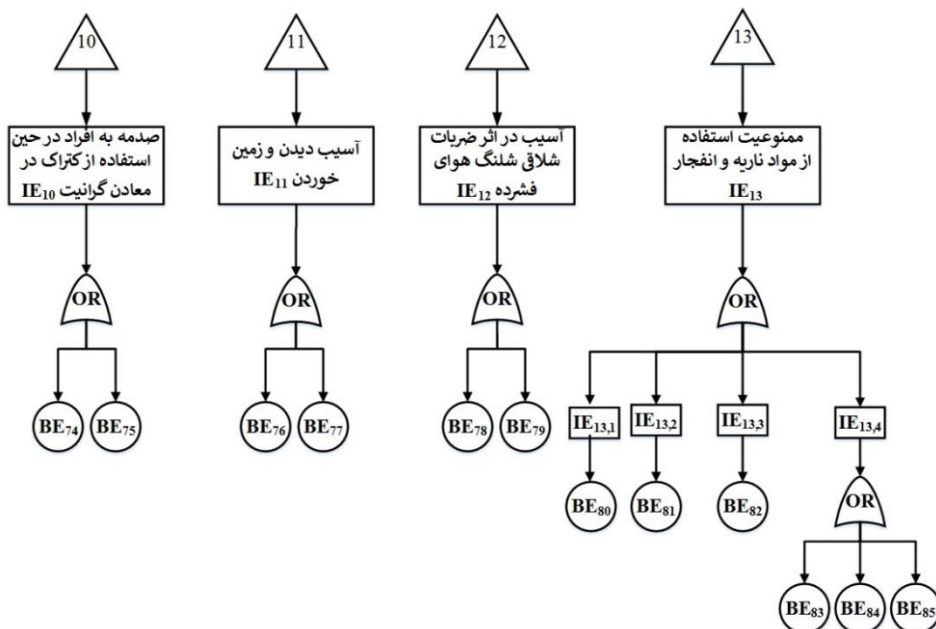 10
11
12
13
صدمه به افراد در حین
استفاده از کتراک در
معادن گرانیت IE10
آسیب دیدن و زمین
خوردن IE11
آسیب در اثر ضربات
شلاقی شلنگ هوای
فشرده IE12
ممنوعیت استفاده
از مواد ناریه و انفجار
IE13
OR
OR
OR
OR
BE74
BE75
BE76
BE77
BE78
BE79
IE13,1
IE13,2
IE13,3
IE13,4
BE80
BE81
BE82
OR
BE83
BE84
BE85